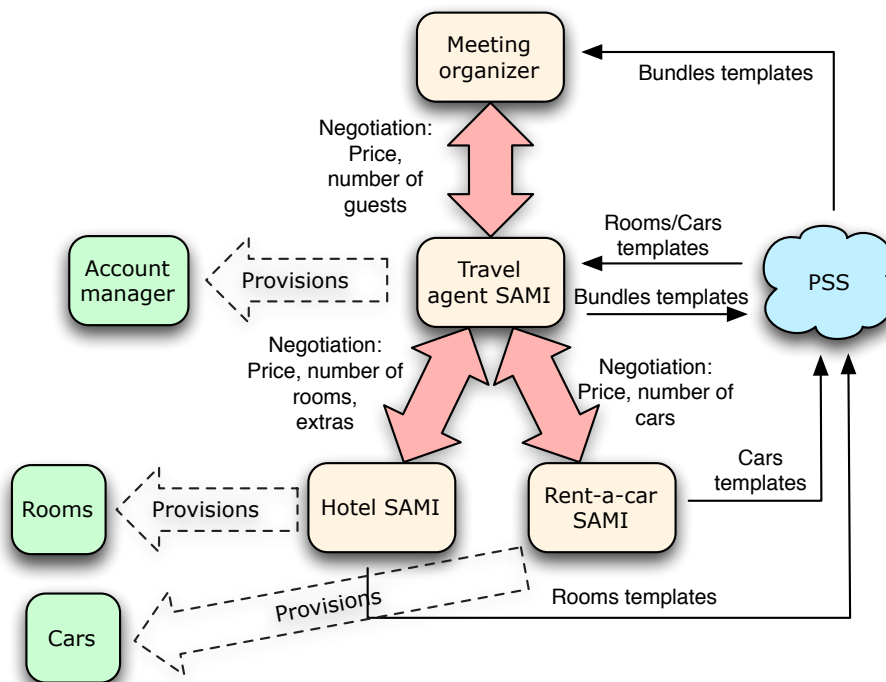 Meeting
organizer
Bundles templates
Negotiation:
Price,
number of
guests
Rooms/Cars
templates
Account
manager
Provisions
Travel
agent SAMI
PSS
Bundles templates
Negotiation:
Price, number of
rooms,
extras
Negotiation:
Price, number of
cars
Cars
templates
Rooms
Provisions
Hotel SAMI
Rent-a-car
SAMI
Provisions
Rooms templates
Cars